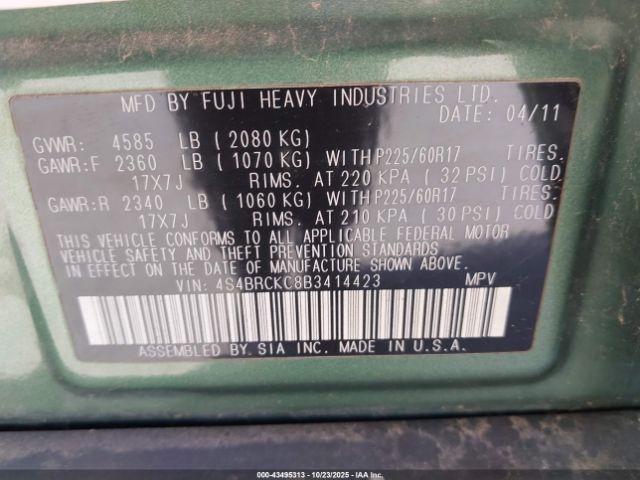 MFD BY FUJI HEAVY INDUSTRIES LTD.
DATE: 04/11
GVWR: 4585 LB ( 2080 KG)
GAWR:F 2360 LB ( 1070 KG) WITH P225/60R17 TIRES.
17X7J RIMS. AT 220 KPA ( 32 PSI) COLD
GAWR:R 2340 LB ( 1060 KG) WITH P225/60R17 TIRES.
17X7J RIMS. AT 210 KPA ( 30 PSI) COLD
THIS VEHICLE CONFORMS TO ALL APPLICABLE FEDERAL MOTOR
VEHICLE SAFETY AND THEFT PREVENTION STANDARDS
IN EFFECT ON THE DATE OF MANUFACTURE SHOWN ABOVE.
VIN: 4S4BRCKC8B3414423 MPV
ASSEMBLED BY SIA INC. MADE IN U.S.A.
000-43495313 - 10/23/2025 - www.iaai.com